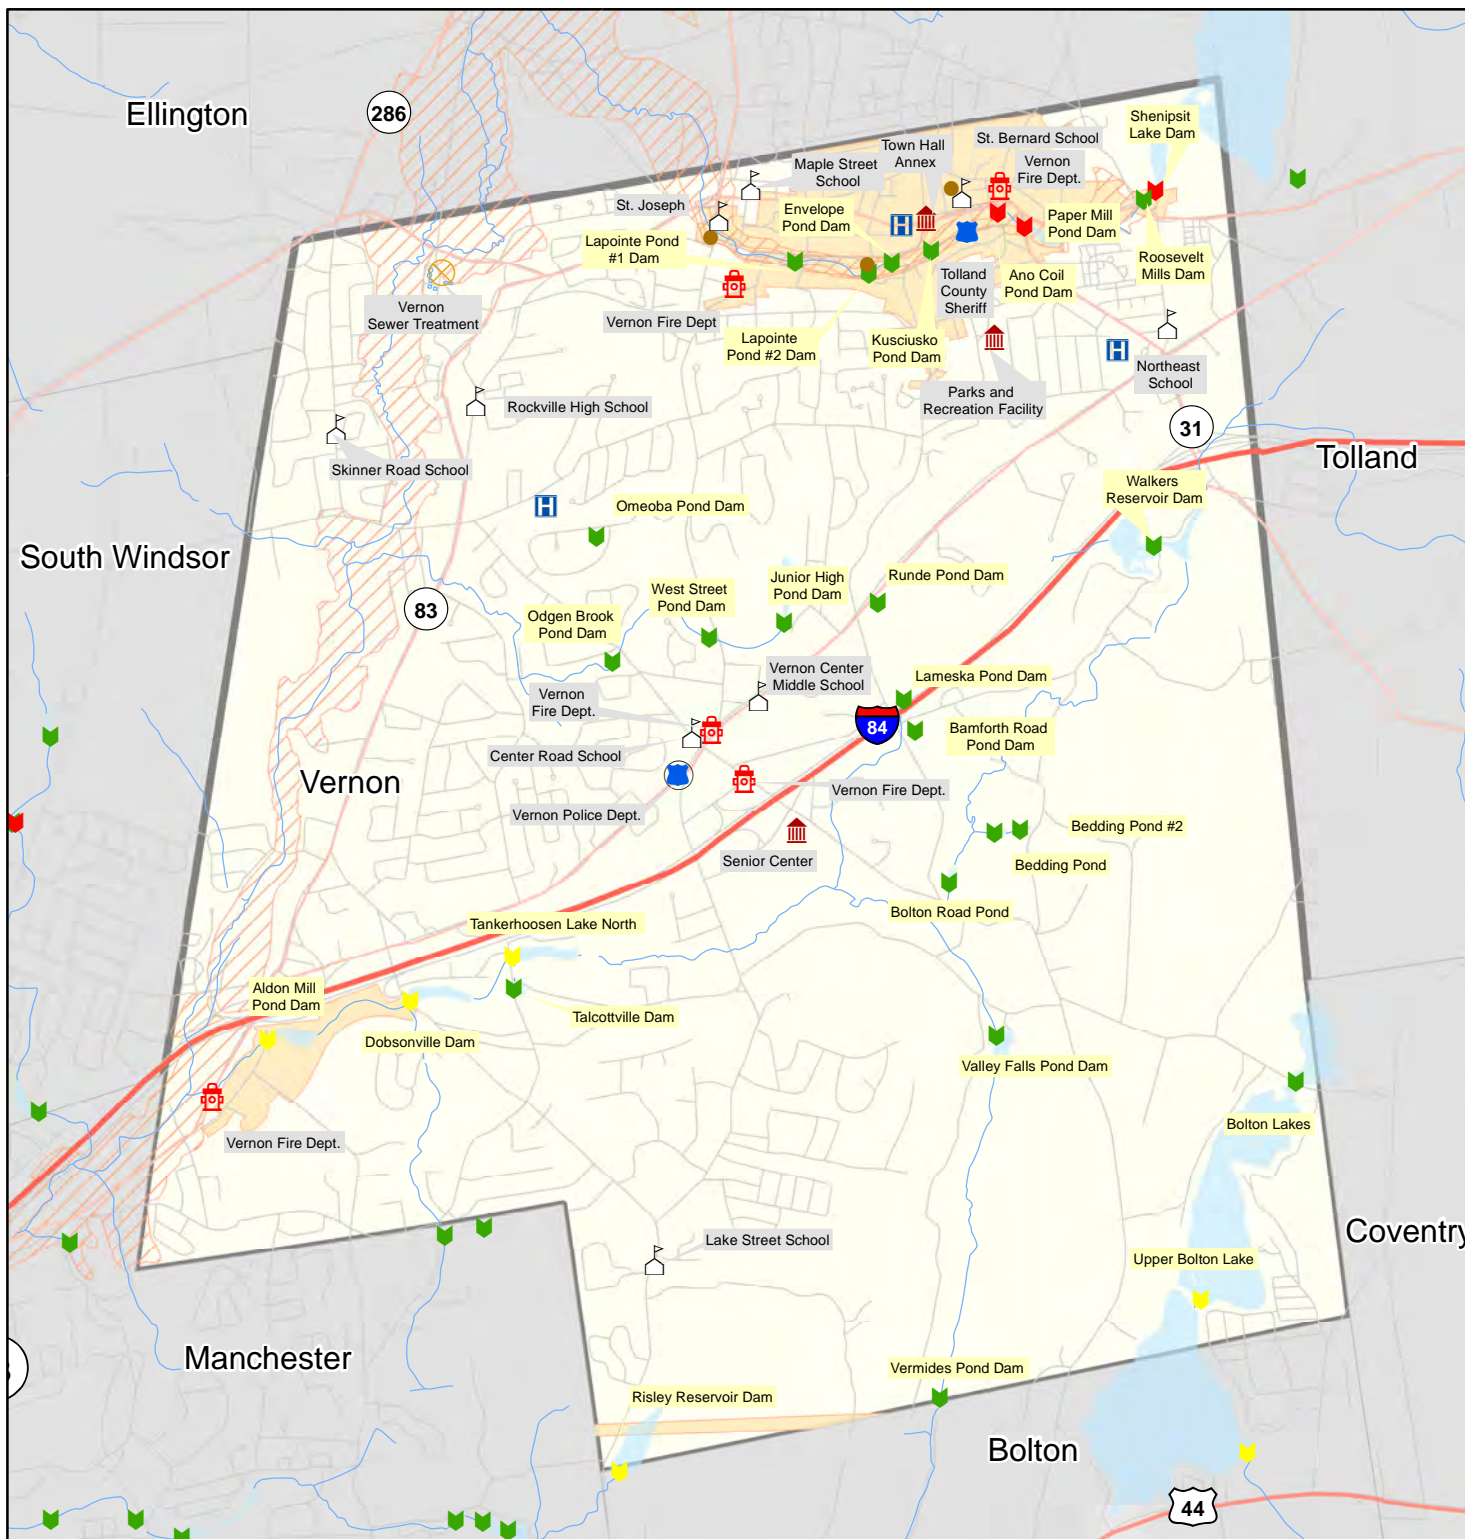 Ellington
286
Shenipsit
Lake Dam
St. Bernard School
Town Hall
Annex
Vernon
Fire Dept.
Maple Street
School
St. Joseph
Envelope
Pond Dam
Paper Mill
Pond Dam
Lapointe Pond
#1 Dam
Roosevelt
Mills Dam
Tolland
County
Sheriff
Ano Coil
Pond Dam
Vernon
Sewer Treatment
Vernon Fire Dept
Lapointe
Pond #2 Dam
Kusciusko
Pond Dam
Northeast
School
Parks and
Recreation Facility
Rockville High School
31
Tolland
Skinner Road School
Walkers
Reservoir Dam
Omeoba Pond Dam
South Windsor
Junior High
Pond Dam
Runde Pond Dam
West Street
Pond Dam
83
Odgen Brook
Pond Dam
Vernon Center
Middle School
Lameska Pond Dam
Vernon
Fire Dept.
84
Bamforth Road
Pond Dam
Center Road School
Vernon
Vernon Fire Dept.
Vernon Police Dept.
Bedding Pond #2
Senior Center
Bedding Pond
Bolton Road Pond
Tankerhoosen Lake North
Aldon Mill
Pond Dam
Talcottville Dam
Dobsonville Dam
Valley Falls Pond Dam
Bolton Lakes
Vernon Fire Dept.
Coventry
Lake Street School
Upper Bolton Lake
Manchester
Vermides Pond Dam
Risley Reservoir Dam
Bolton
44